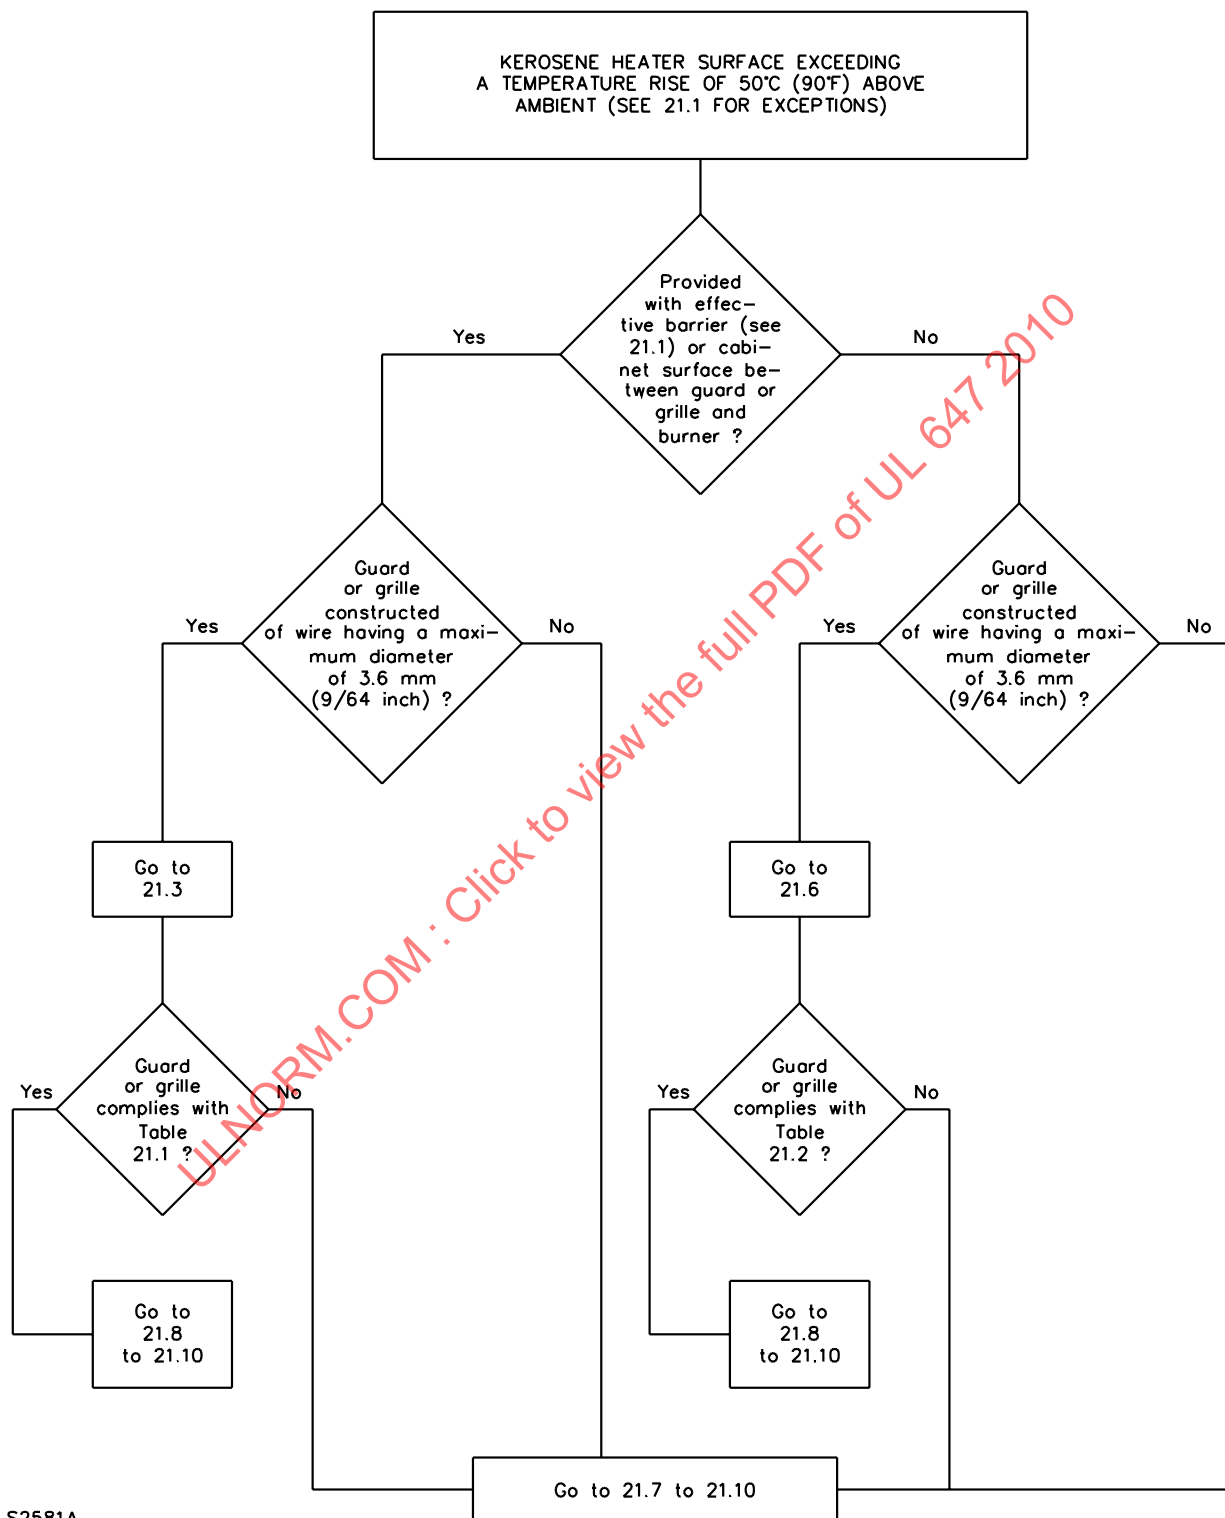 KEROSENE HEATER SURFACE EXCEEDING
A TEMPERATURE RISE OF 50°C (90°F) ABOVE
AMBIENT (SEE 21.1 FOR EXCEPTIONS)
Provided
with effec-
tive barrier (see
21.1) or cabi-
net surface be-
tween guard or
grille and
burner ?
Yes
No
Guard
or grille
constructed
of wire having a maxi-
mum diameter
of 3.6 mm
(9/64 inch) ?
Yes
No
Guard
or grille
constructed
of wire having a maxi-
mum diameter
of 3.6 mm
(9/64 inch) ?
Yes
No
Go to
21.3
Go to
21.6
Guard
or grille
complies with
Table
21.1 ?
Yes
No
Guard
or grille
complies with
Table
21.2 ?
Yes
No
Go to
21.8
to 21.10
Go to
21.8
to 21.10
Go to 21.7 to 21.10
S2581A
ULNORM.COM : Click to view the full PDF of UL 647 2010